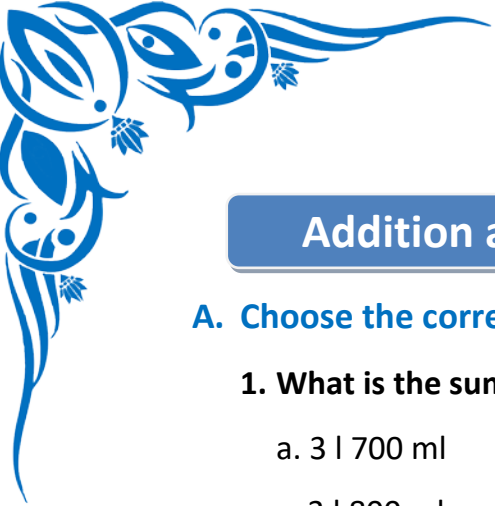 Addition a
A. Choose the corre
1. What is the sum
a. 3 l 700 ml